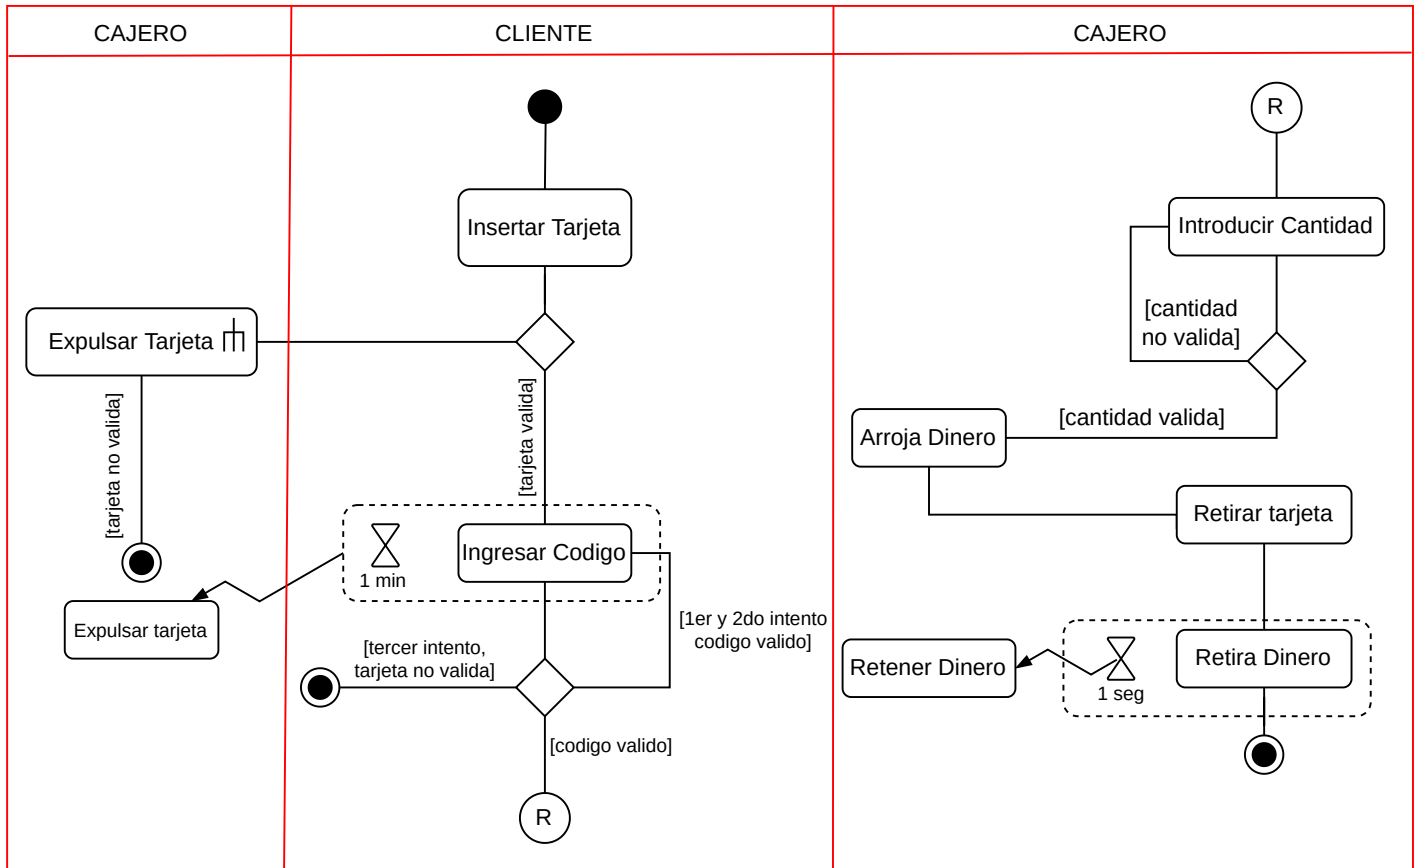 CAJERO
CLIENTE
CAJERO
R
Insertar Tarjeta
Introducir Cantidad
Expulsar Tarjeta
[cantidad
no valida]
[tarjeta no valida]
[tarjeta valida]
[cantidad valida]
Arroja Dinero
Retirar tarjeta
Ingresar Codigo
1 min
Expulsar tarjeta
[1er y 2do intento
codigo valido]
[tercer intento,
tarjeta no valida]
Retener Dinero
Retira Dinero
1 seg
[codigo valido]
R